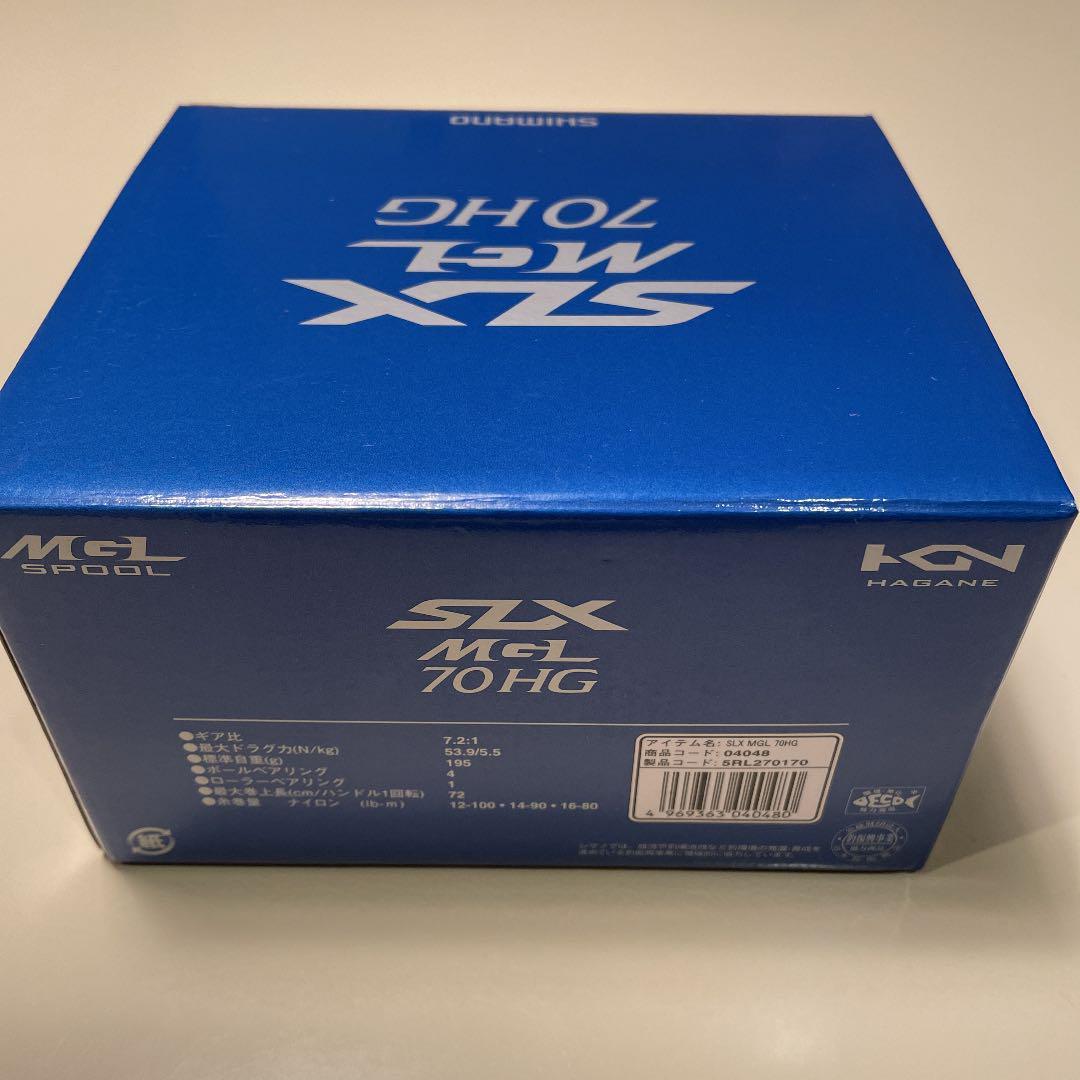 SHIMANO
70HG
MGL
SLX
MGL
SPOOL
HAGANE
SLX
MGL
70HG
●ギア比 7.2:1
●最大ドラグ力(N/kg) 53.9/5.5
●標準自重(g) 195
●ボールベアリング 4
●ローラーベアリング 1
●最大巻上長(cm/ハンドル1回転) 72
●糸巻量 ナイロン (lb-m) 12-100・14-90・16-80
アイテム名: SLX MGL 70HG
商品コード: 04048
製品コード: 5RL270170
4 969363 040480
紙